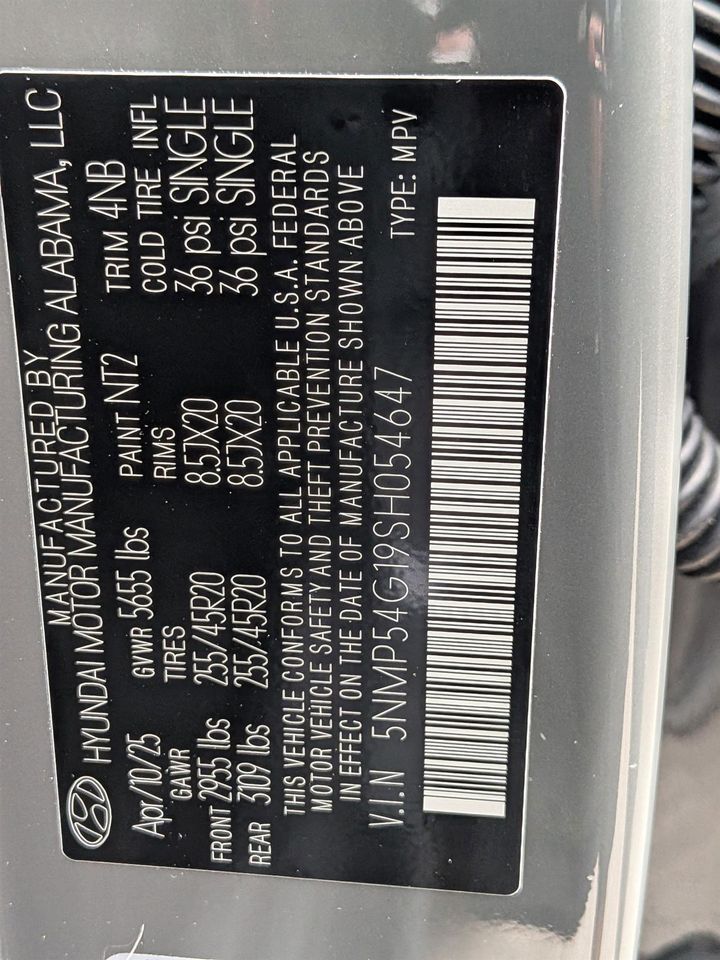 MANUFACTURED BY
HYUNDAI MOTOR MANUFACTURING ALABAMA, LLC
Apr/10/25 GVWR 5655 lbs PAINT NT2 TRIM 4NB
GAWR TIRES RIMS COLD TIRE INFL
FRONT 2955 lbs 255/45R20 8.5JX20 36 psi SINGLE
REAR 3109 lbs 255/45R20 8.5JX20 36 psi SINGLE
THIS VEHICLE CONFORMS TO ALL APPLICABLE U.S.A. FEDERAL
MOTOR VEHICLE SAFETY AND THEFT PREVENTION STANDARDS
IN EFFECT ON THE DATE OF MANUFACTURE SHOWN ABOVE
V.I.N 5NMP54G19SH054647 TYPE: MPV